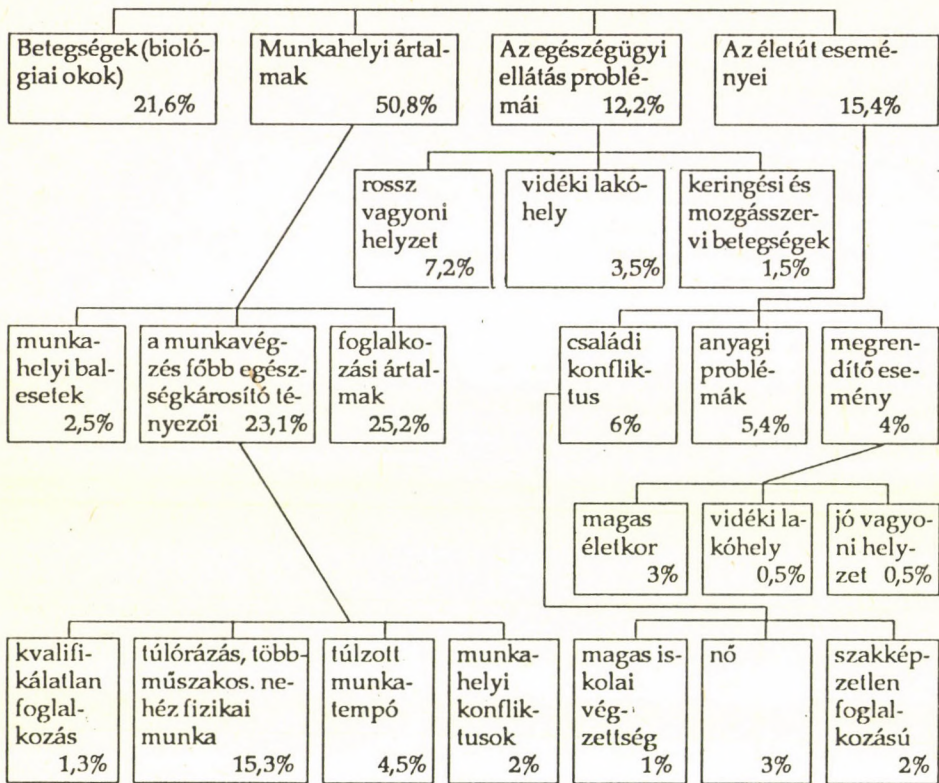 Betegségek (bioló-
giai okok)
21,6%
Munkahelyi ártal-
mak
50,8%
Az egészégügyi
ellátás problé-
mái 12,2%
Az életút esemé-
nyei
15,4%
rossz
vagyoni
helyzet
7,2%
vidéki lakó-
hely
3,5%
keringési és
mozgásszer-
vi betegségek
1,5%
munka-
helyi bal-
esetek
2,5%
a munkavég-
zés főbb egész-
ségkárosító té-
nyezői 23,1%
foglalko-
zási ártal-
mak
25,2%
családi
konflik-
tus
6%
anyagi
problé-
mák
5,4%
megren-
dítő ese-
mény
4%
magas
életkor
3%
vidéki la-
kóhely
0,5%
jó vagyo-
ni hely-
zet 0,5%
kvalifi-
kálatlan
foglal-
kozás
1,3%
túlórázás, több-
műszakos. ne-
héz fizikai
munka
15,3%
túlzott
munka-
tempó
4,5%
munka-
helyi
konflik-
tusok
2%
magas is-
kolai
vég-
zettség
1%
nő
3%
szakkép-
zetlen
foglal-
kozású
2%